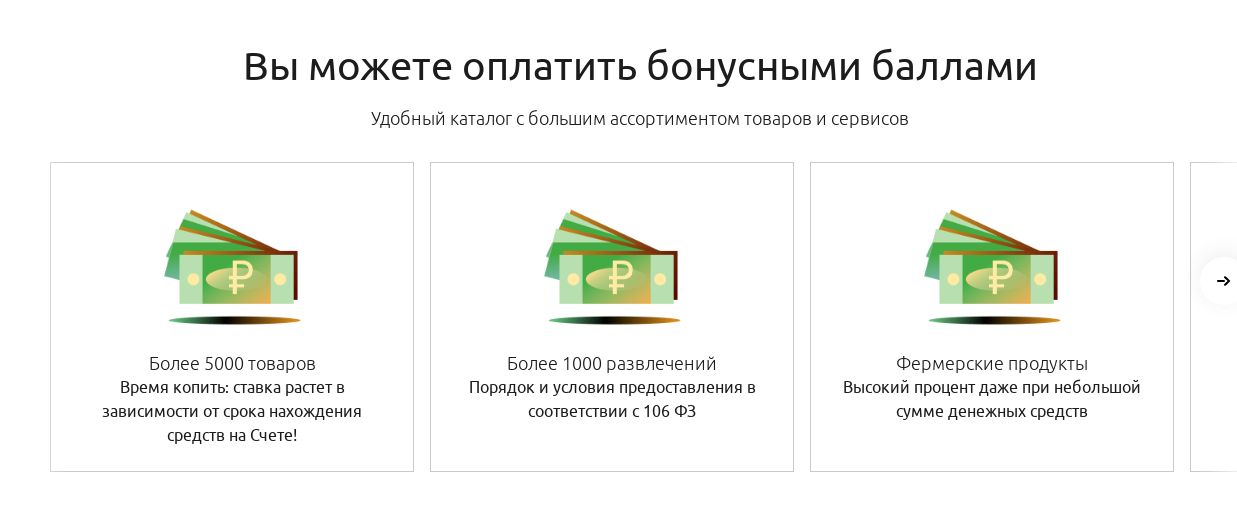 Вы можете оплатить бонусными баллами
Удобный каталог с большим ассортиментом товаров и сервисов
Более 5000 товаров
Время копить: ставка растет в
зависимости от срока нахождения
средств на Счете!
Более 1000 развлечений
Порядок и условия предоставления в
соответствии с 106 ФЗ
Фермерские продукты
Высокий процент даже при небольшой
сумме денежных средств